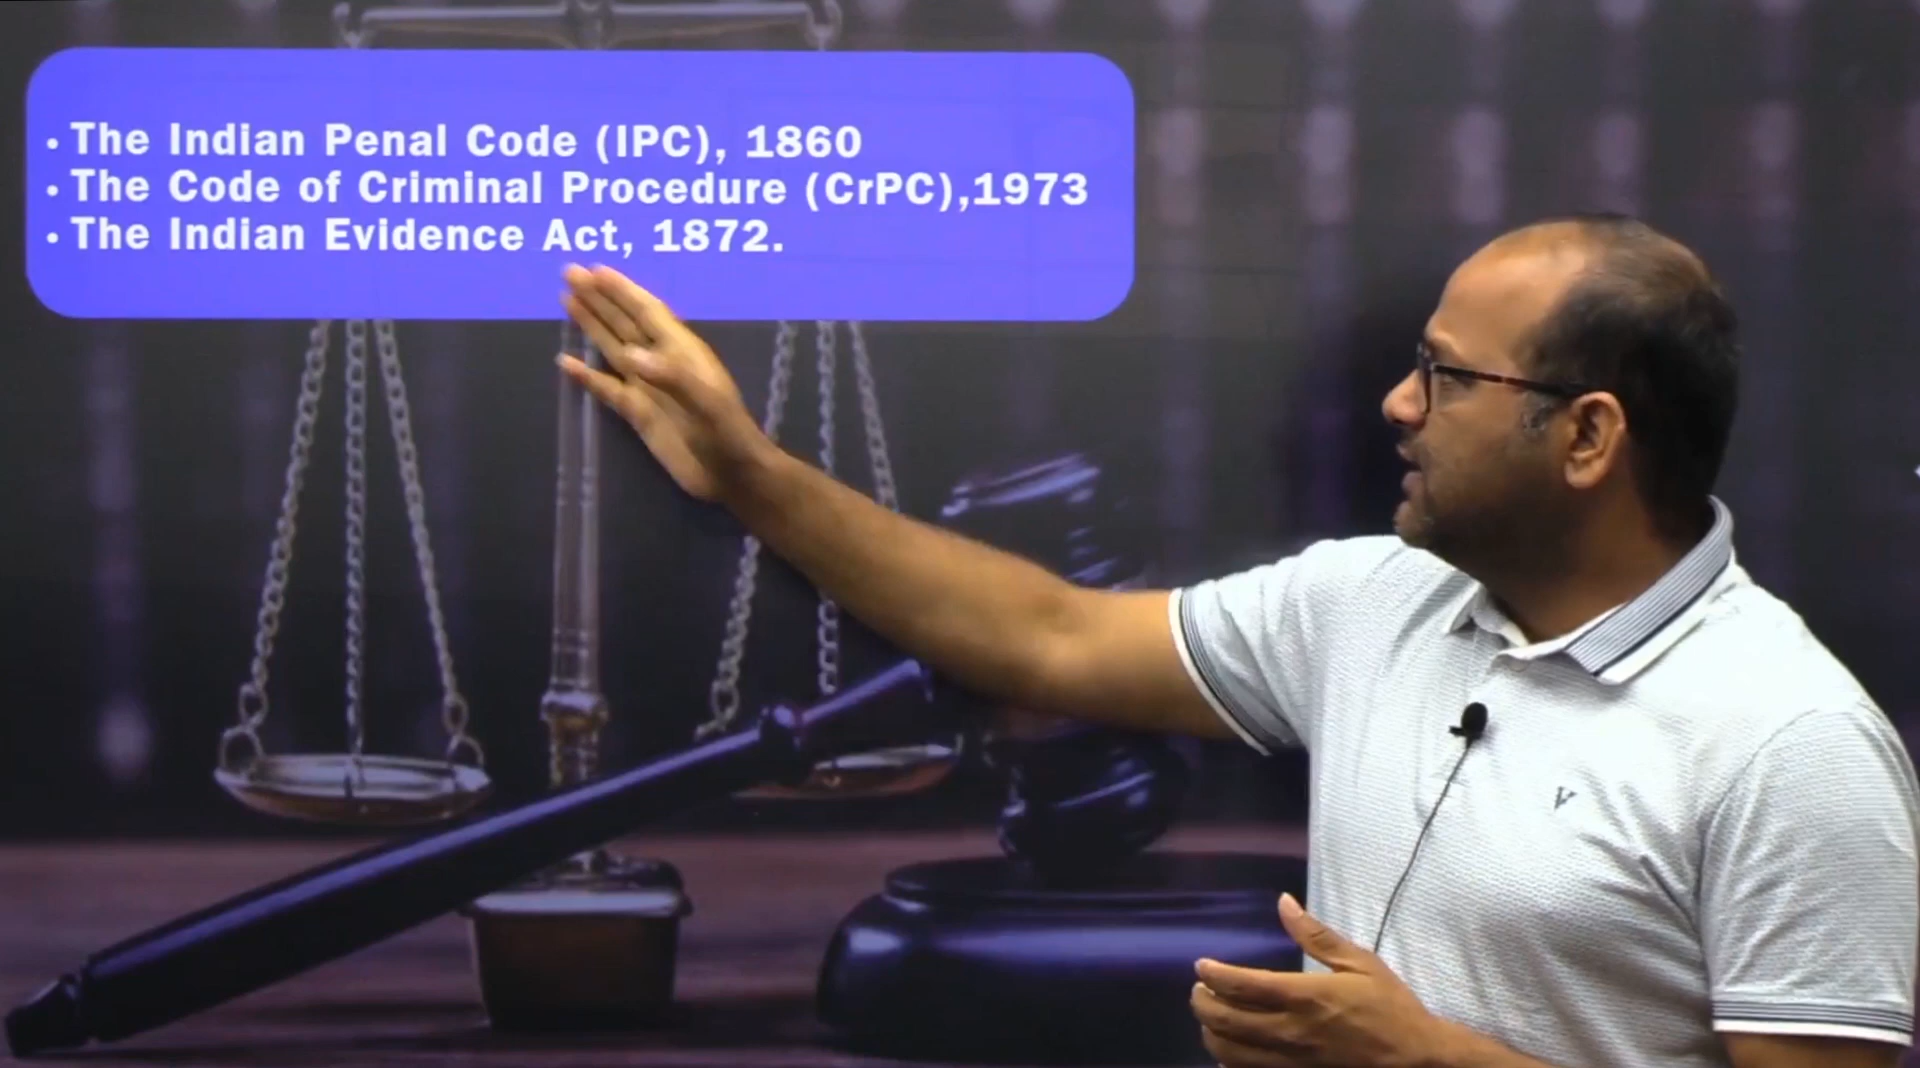 • The Indian Penal Code (IPC), 1860
• The Code of Criminal Procedure (CrPC),1973
• The Indian Evidence Act, 1872.